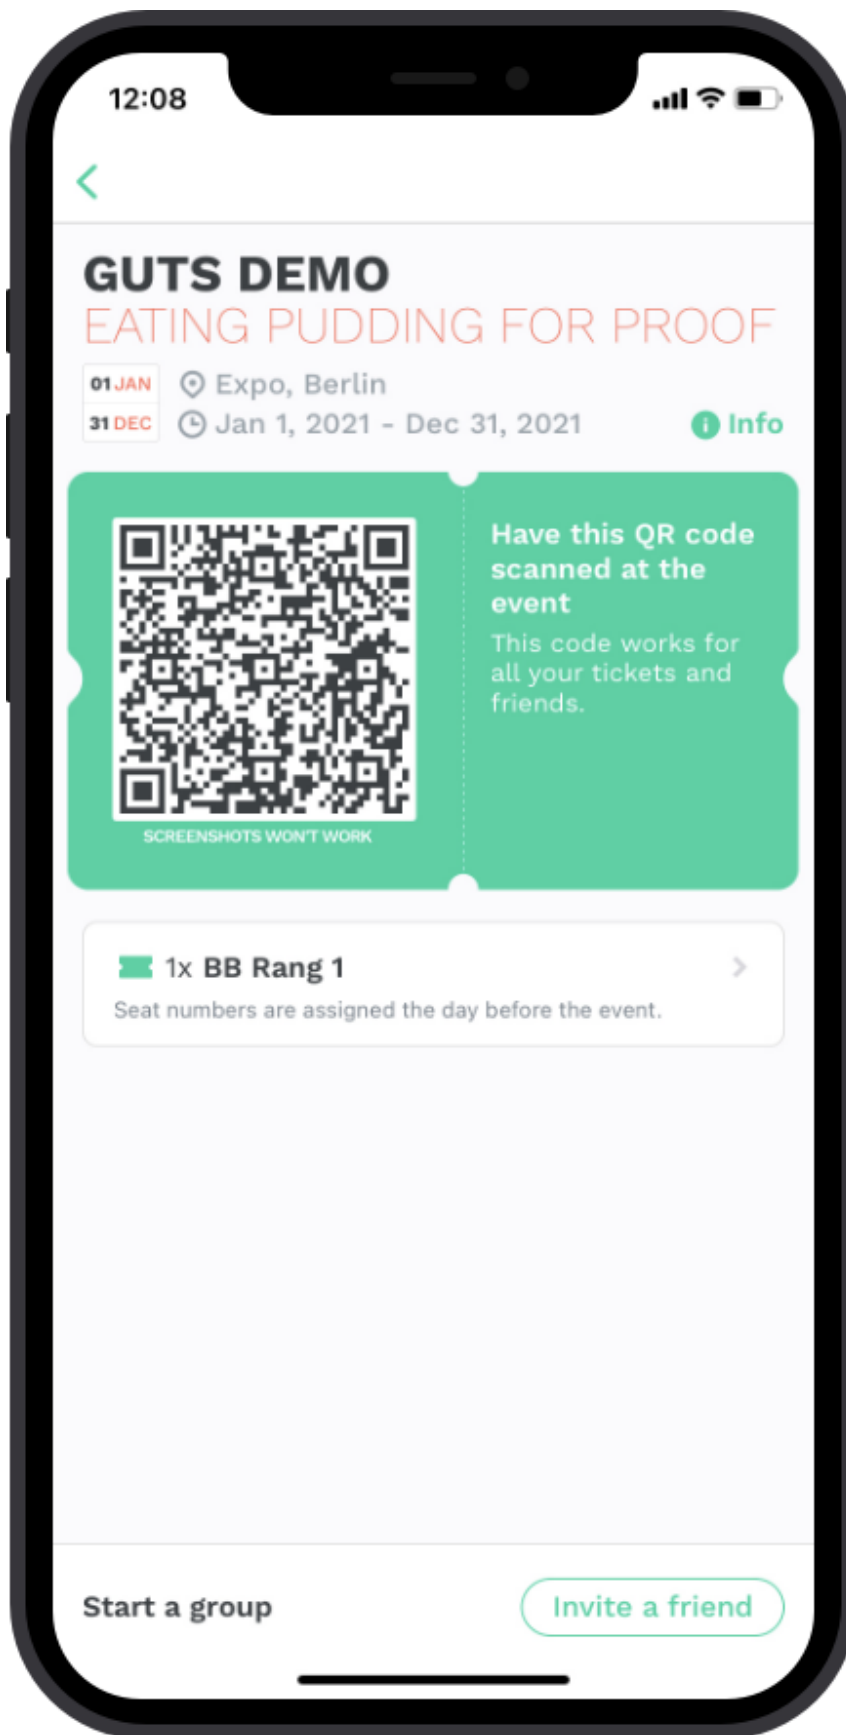 12:08
GUTS DEMO
EATING PUDDING FOR PROOF
01 JAN
Expo, Berlin
31 DEC
Jan 1, 2021 - Dec 31, 2021
Info
Have this QR code
scanned at the
event
This code works for
all your tickets and
friends.
SCREENSHOTS WON'T WORK
1x BB Rang 1
Seat numbers are assigned the day before the event.
Start a group
Invite a friend